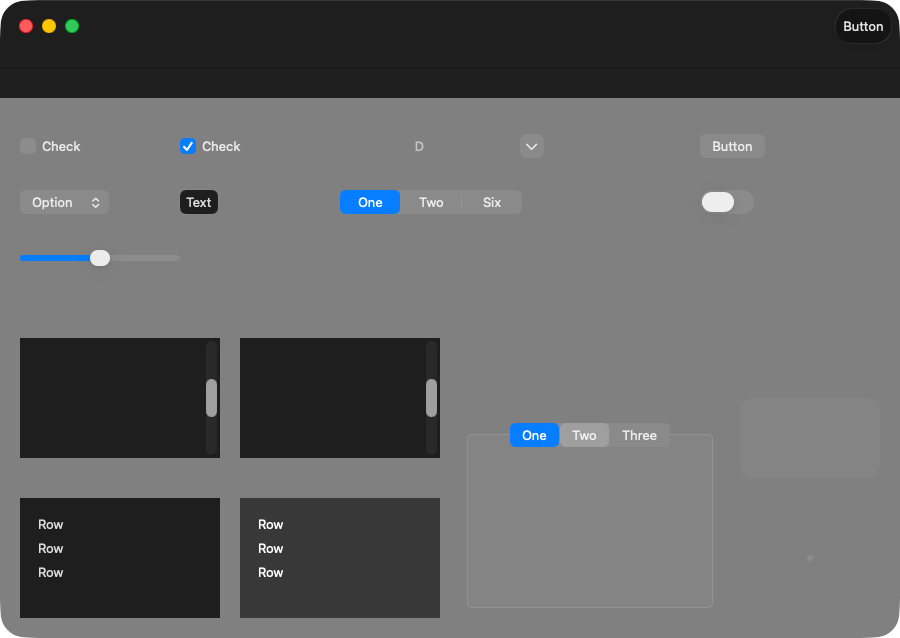 Button
Check
Check
D
Button
Option
Text
One
Two
Six
One
Two
Three
Row
Row
Row
Row
Row
Row